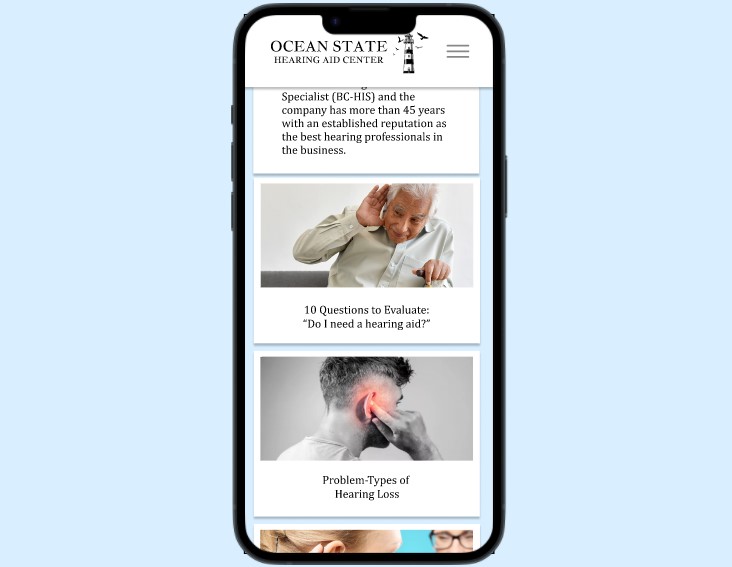 OCEAN STATE
HEARING AID CENTER
Specialist (BC-HIS) and the
company has more than 45 years
with an established reputation as
the best hearing professionals in
the business.
10 Questions to Evaluate:
“Do I need a hearing aid?”
Problem-Types of
Hearing Loss